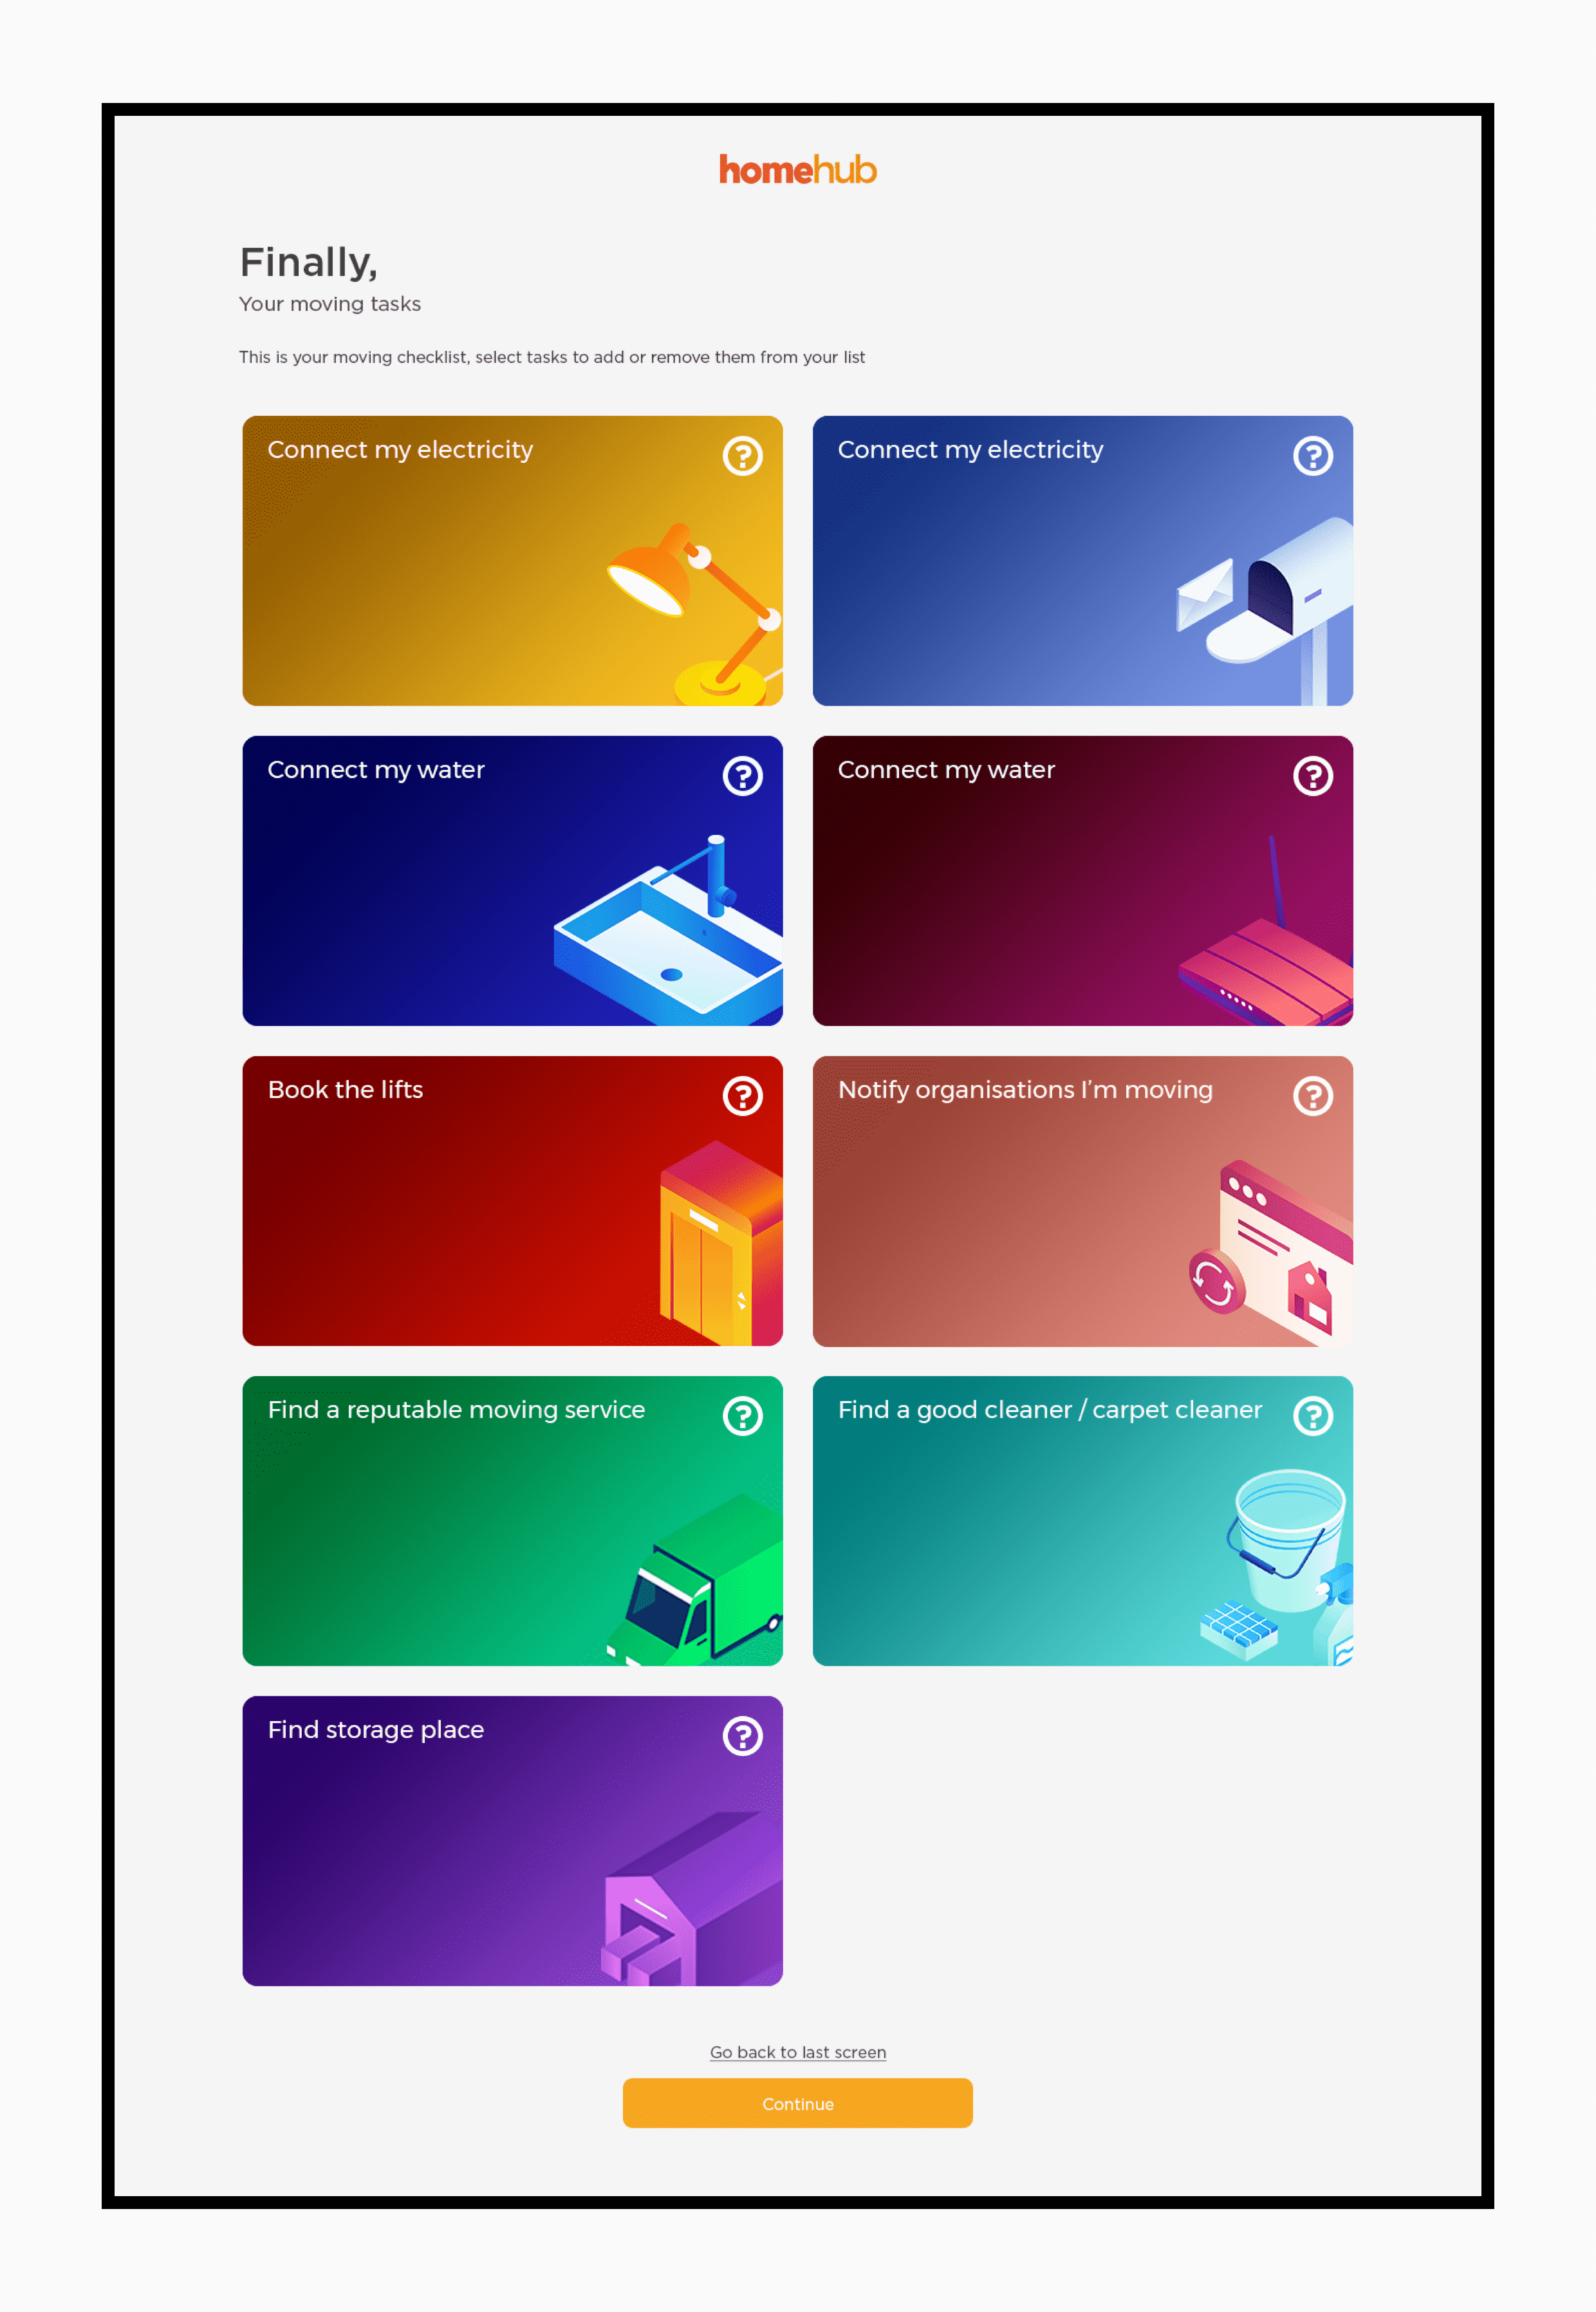 homehub
Finally,
Your moving tasks
This is your moving checklist, select tasks to add or remove them from your list
Connect my electricity ?
Connect my electricity ?
Connect my water ?
Connect my water ?
Book the lifts ?
Notify organisations I’m moving ?
Find a reputable moving service ?
Find a good cleaner / carpet cleaner ?
Find storage place ?
Go back to last screen
Continue